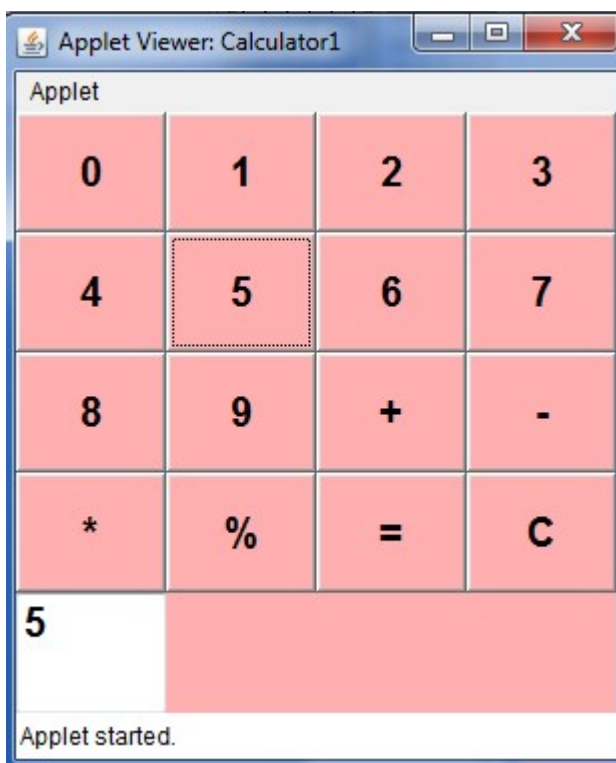 Applet Viewer: Calculator1
Applet
0 1 2 3
4 5 6 7
8 9 + -
* % = C
5
Applet started.